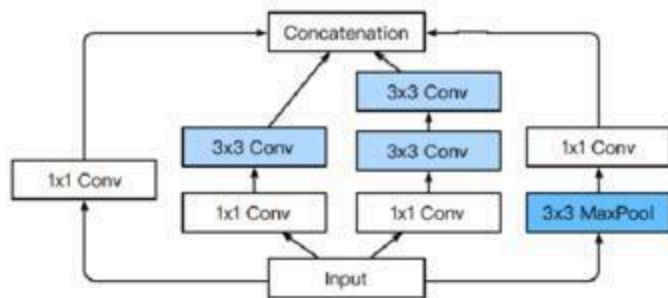 Concatenation
3x3 Conv
3x3 Conv
3x3 Conv
1x1 Conv
1x1 Conv
1x1 Conv
1x1 Conv
3x3 MaxPool
Input